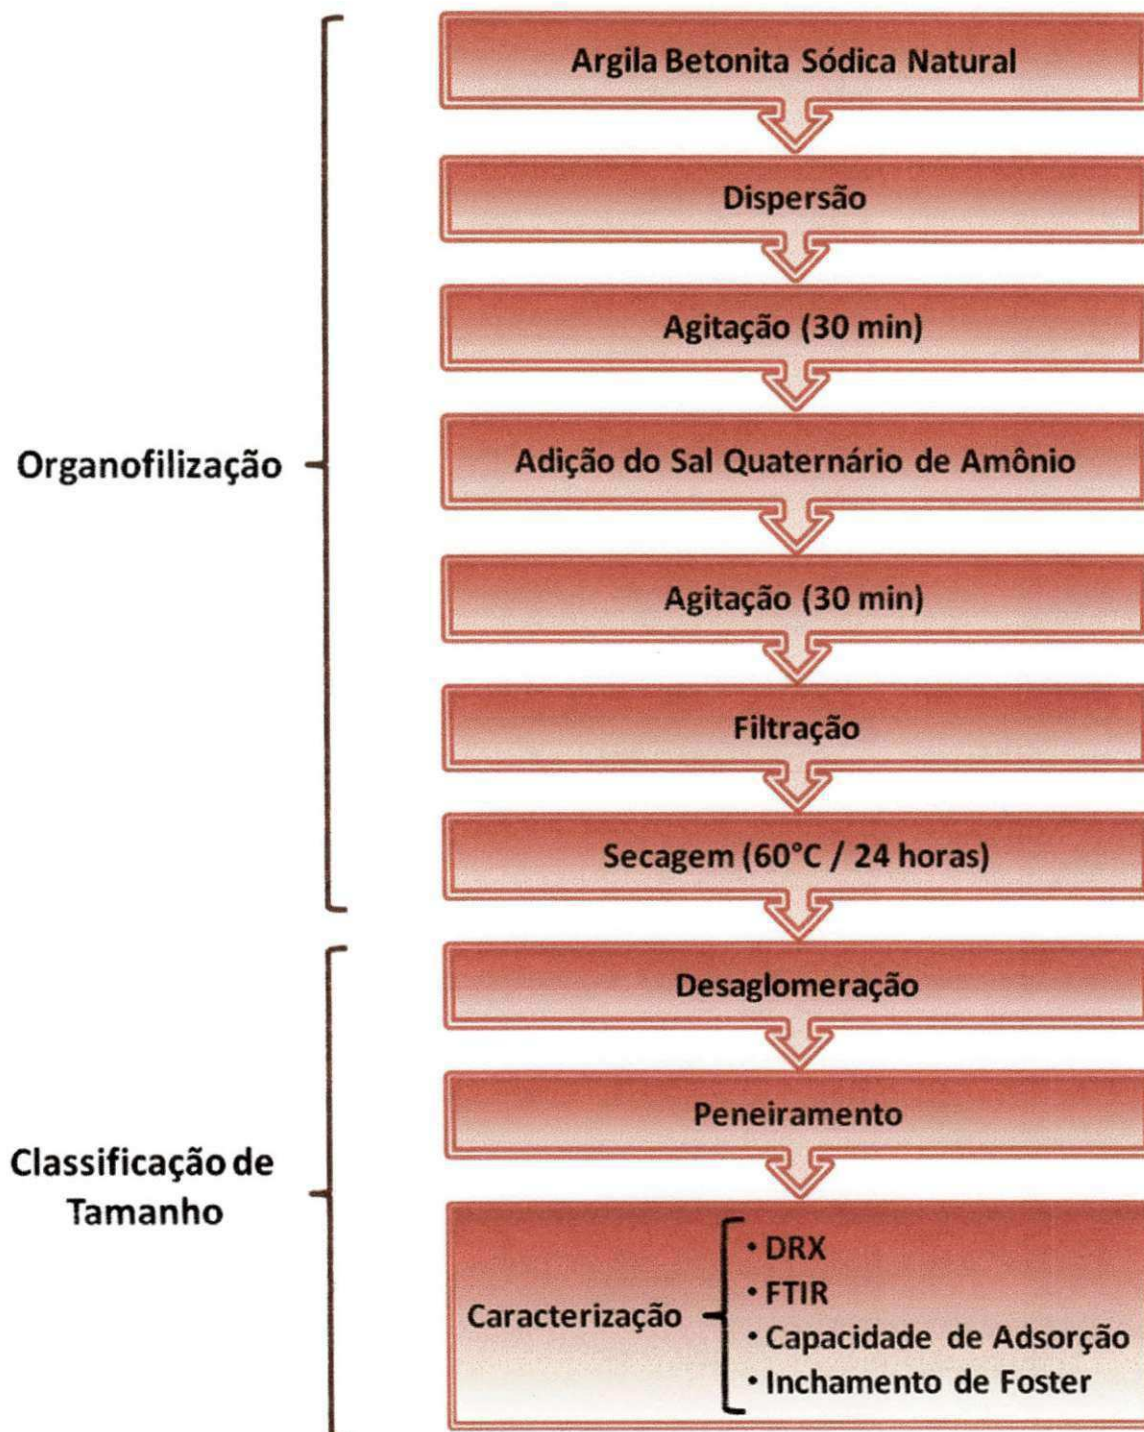 Argila Betonita Sódica Natural
Dispersão
Agitação (30 min)
Organofilização
Adição do Sal Quaternário de Amônio
Agitação (30 min)
Filtração
Secagem (60°C / 24 horas)
Desaglomeração
Peneiramento
Classificação de
Tamanho
Caracterização
• DRX
• FTIR
• Capacidade de Adsorção
• Inchamento de Foster